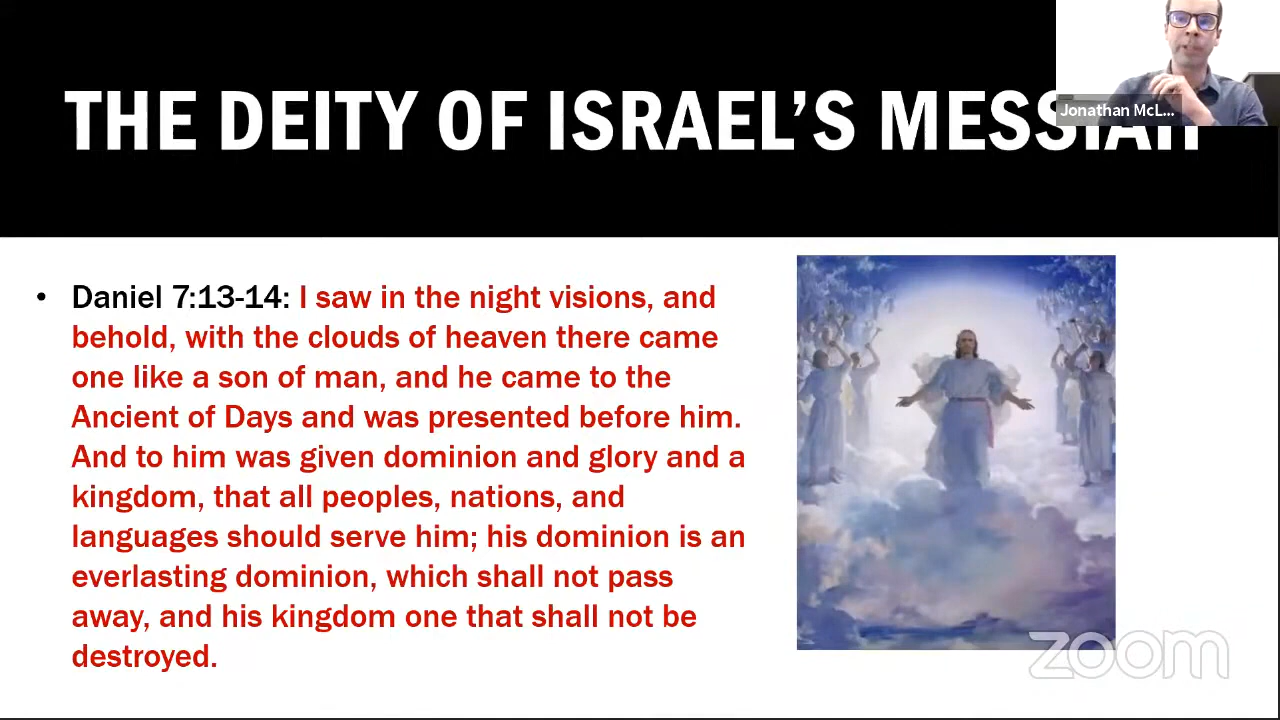 THE DEITY OF ISRAEL'S MESSIAH
Jonathan McL...
• Daniel 7:13-14: I saw in the night visions, and
behold, with the clouds of heaven there came
one like a son of man, and he came to the
Ancient of Days and was presented before him.
And to him was given dominion and glory and a
kingdom, that all peoples, nations, and
languages should serve him; his dominion is an
everlasting dominion, which shall not pass
away, and his kingdom one that shall not be
destroyed.
zoom